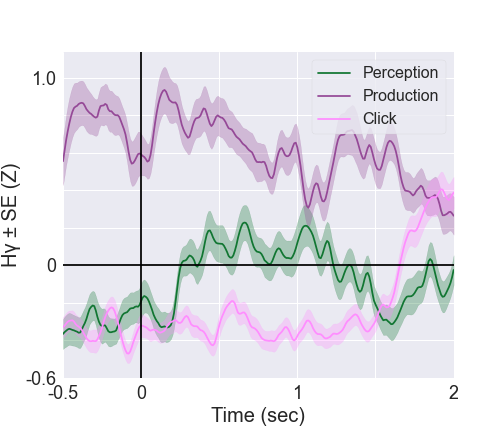 Perception
Production
Click
1.0
0
-0.6
-0.5
0
1
2
Hγ ± SE (Z)
Time (sec)